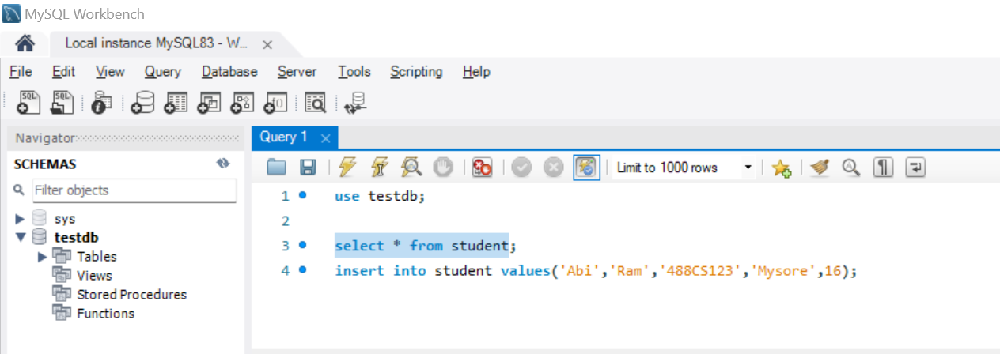 MySQL Workbench
Local instance MySQL83 - W...
File Edit View Query Database Server Tools Scripting Help
SQL SQL
Navigator
Query 1
SCHEMAS
Limit to 1000 rows
Filter objects
sys
testdb
Tables
Views
Stored Procedures
Functions
1 use testdb;
2
3 select * from student;
4 insert into student values('Abi','Ram','488CS123','Mysore',16);